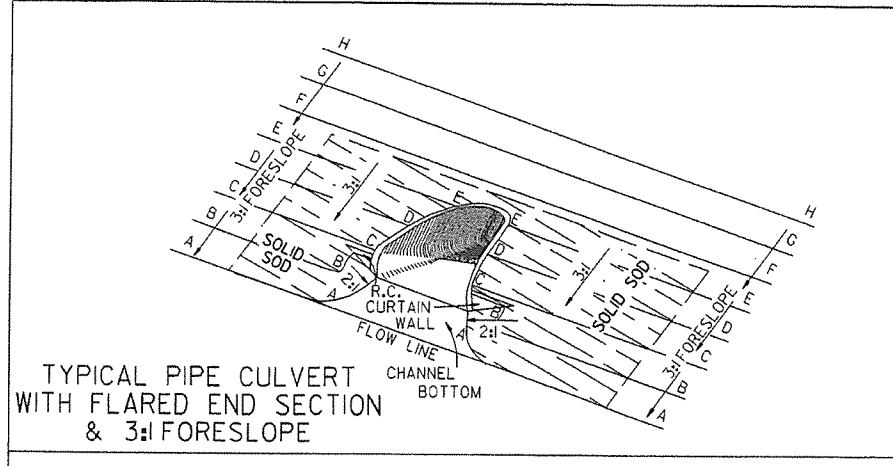 H
G
F
E
D
C
B
A
3:1 FORESLOPE
3:1
SOLID
SOD
2:1
A
B
C
D
E
E
D
C
B
A
R.C.
CURTAIN
WALL
2:1
FLOW LINE
CHANNEL
BOTTOM
3:1
SOLID SOD
H
G
F
E
D
C
B
A
3:1 FORESLOPE
TYPICAL PIPE CULVERT
WITH FLARED END SECTION
& 3:1 FORESLOPE